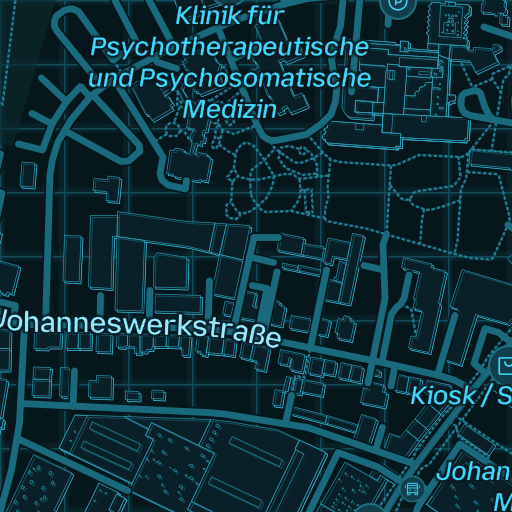 Klinik für
Psychotherapeutische
und Psychosomatische
Medizin
Johanneswerkstraße
Kiosk / S
Johan
M